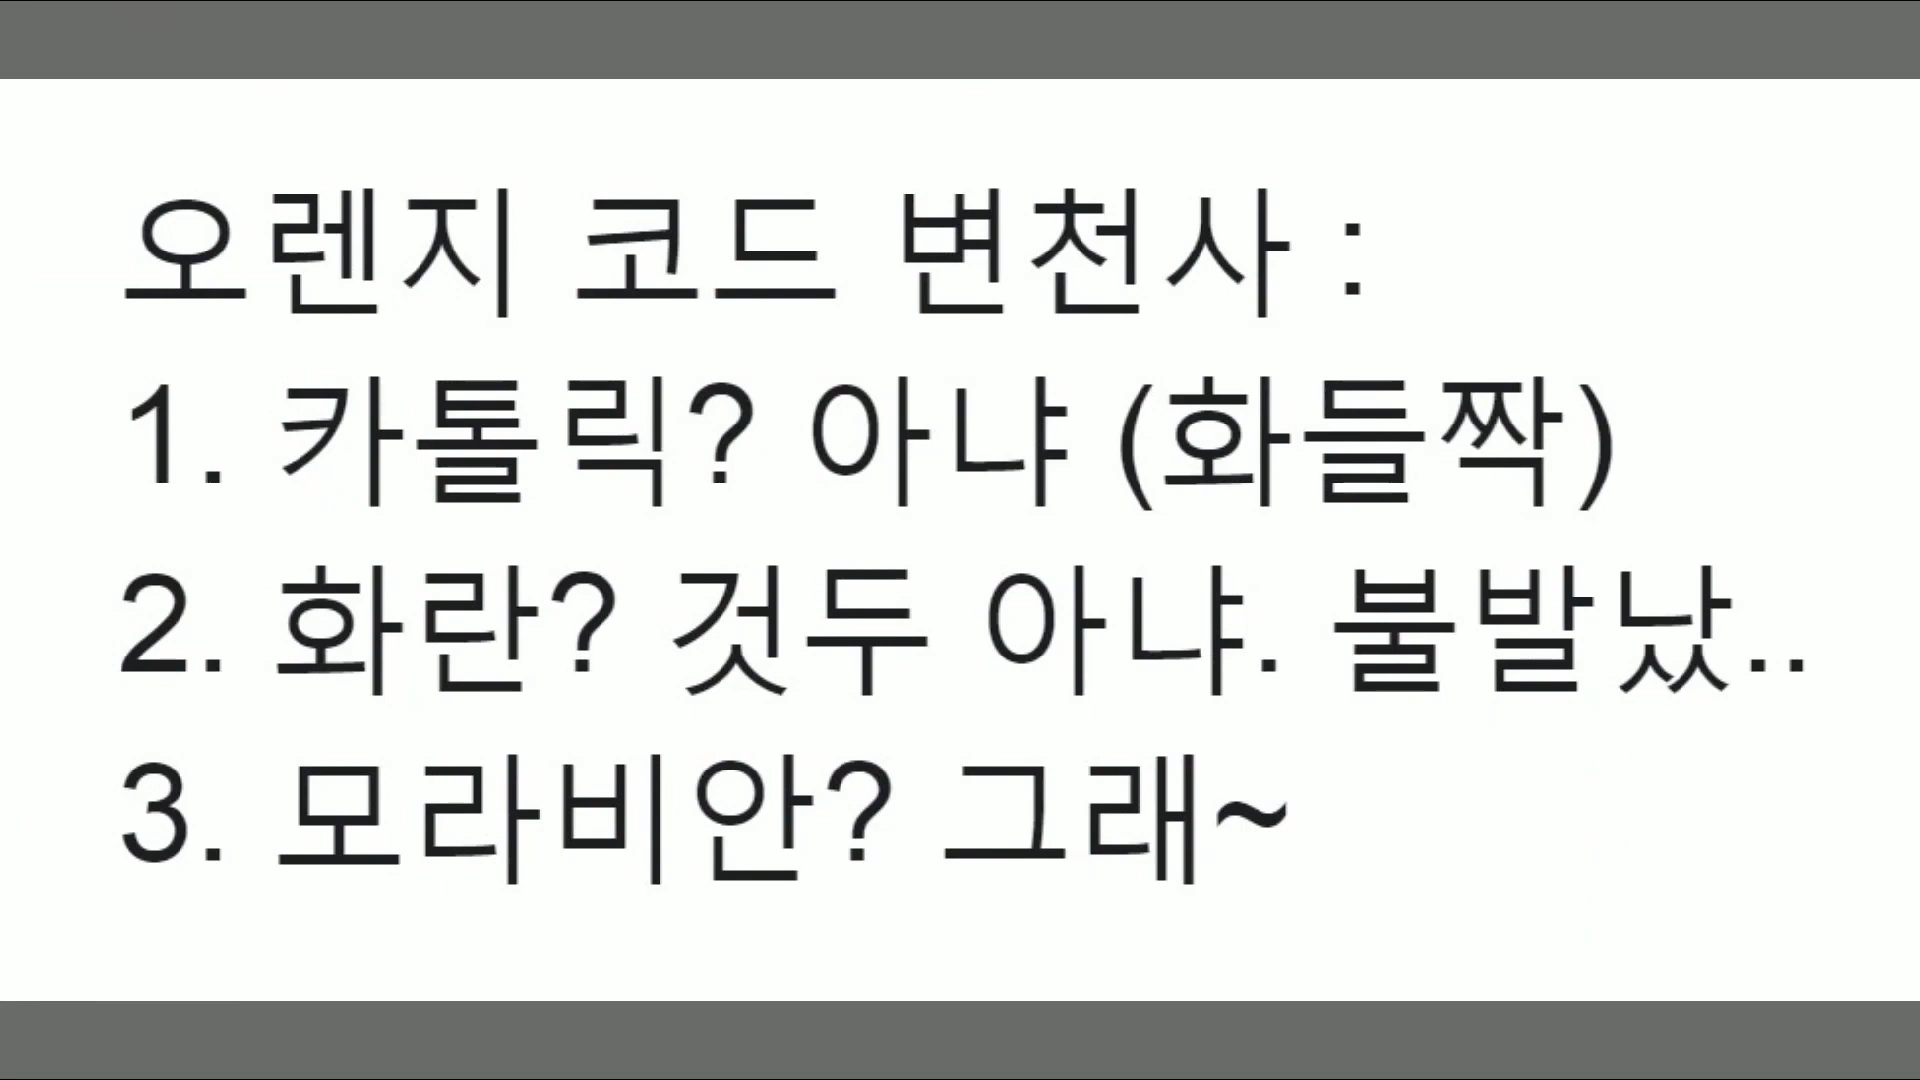 오렌지 코드 변천사 :
1. 카톨릭? 아냐 (화들짝)
2. 화란? 것두 아냐. 불발났..
3. 모라비안? 그래~